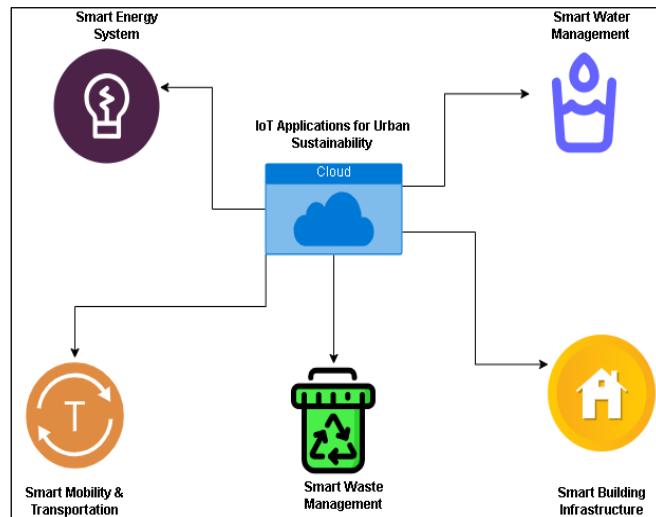 Smart Energy
System
Smart Water
Management
IoT Applications for Urban
Sustainability
Cloud
T
Smart Mobility &
Transportation
Smart Waste
Management
Smart Building
Infrastructure